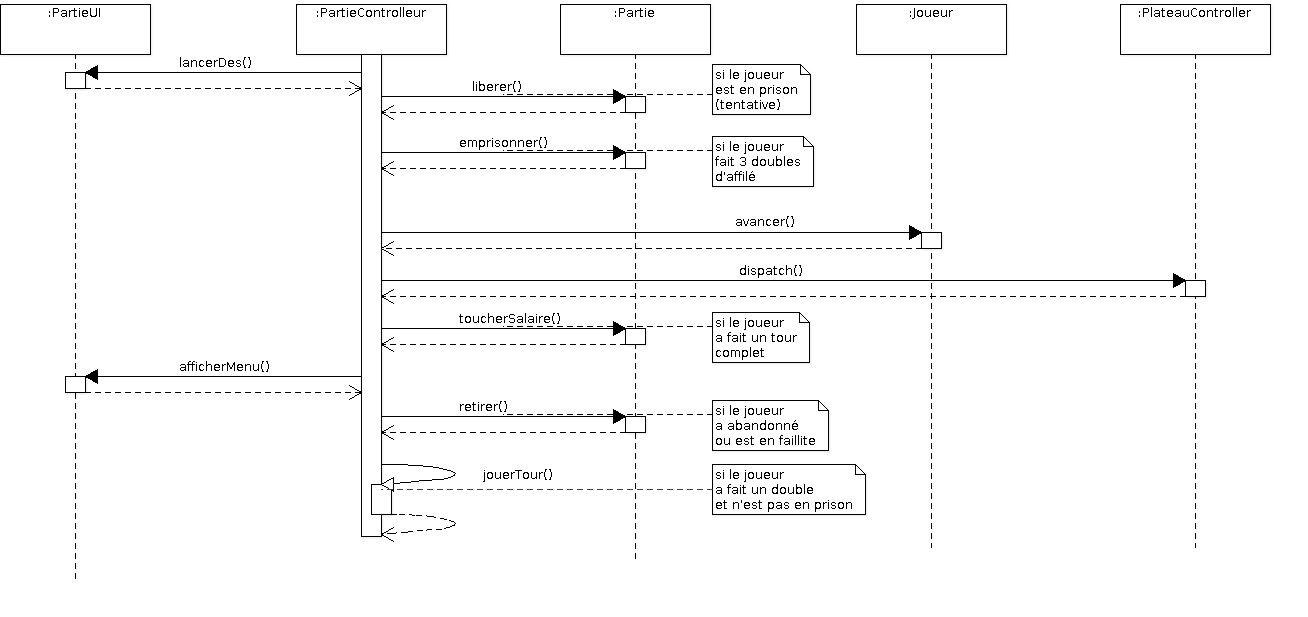 :PartieUI
:PartieControlleur
:Partie
:Joueur
:PlateauController
lancerDes()
liberer()
si le joueur
est en prison
(tentative)
emprisonner()
si le joueur
fait 3 doubles
d'affilé
avancer()
dispatch()
toucherSalaire()
si le joueur
a fait un tour
complet
afficherMenu()
retirer()
si le joueur
a abandonné
ou est en faillite
jouerTour()
si le joueur
a fait un double
et n'est pas en prison